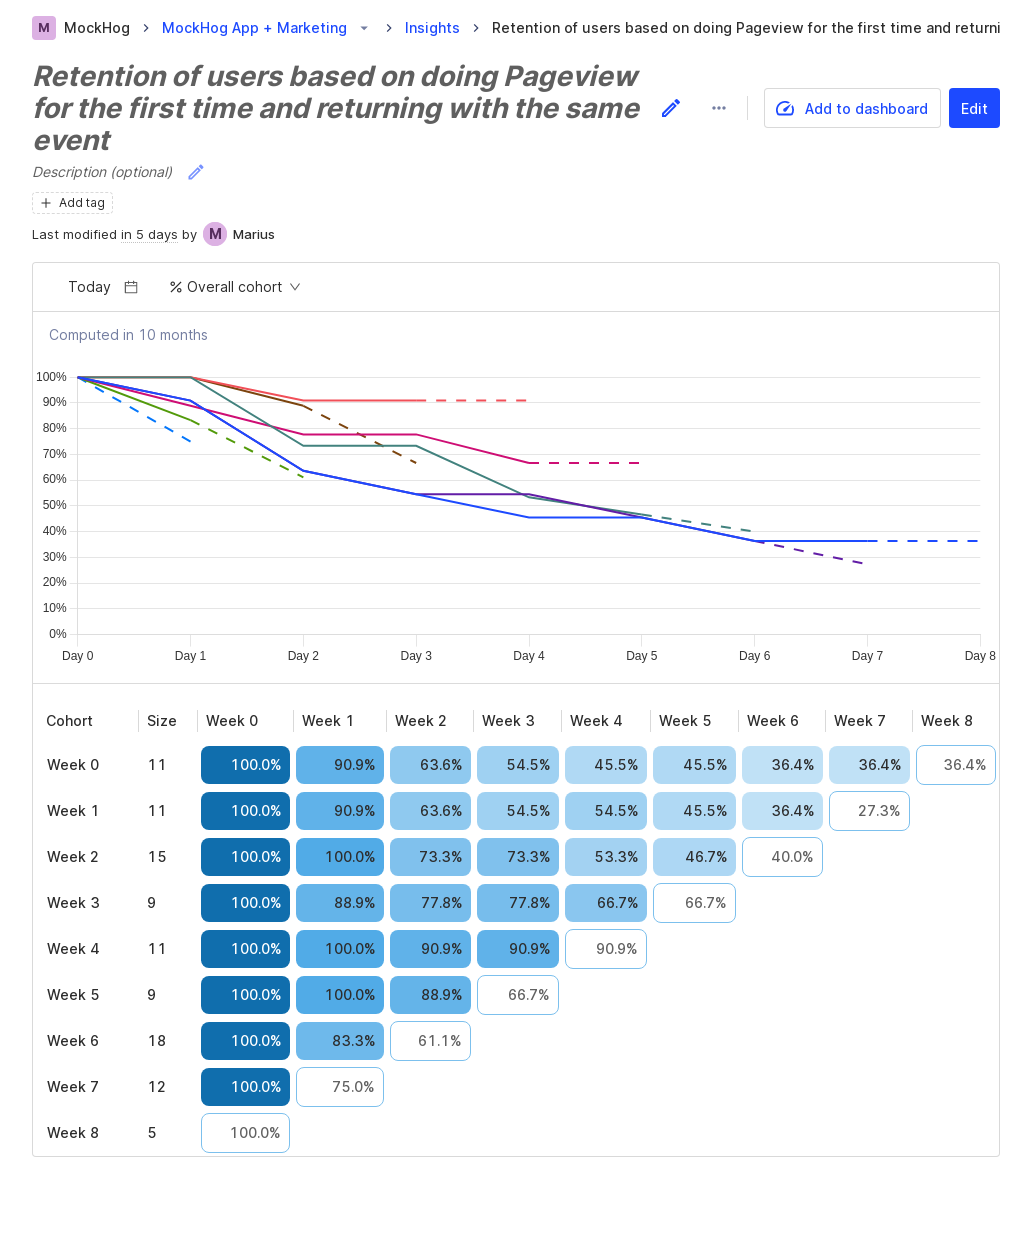 M MockHog > MockHog App + Marketing > Insights > Retention of users based on doing Pageview for the first time and returni
Retention of users based on doing Pageview
for the first time and returning with the same
event
Add to dashboard Edit
Description (optional)
+ Add tag
Last modified in 5 days by M Marius
Today % Overall cohort
Computed in 10 months
100%
90%
80%
70%
60%
50%
40%
30%
20%
10%
0%
Day 0 Day 1 Day 2 Day 3 Day 4 Day 5 Day 6 Day 7 Day 8
Cohort Size Week 0 Week 1 Week 2 Week 3 Week 4 Week 5 Week 6 Week 7 Week 8
Week 0 11 100.0% 90.9% 63.6% 54.5% 45.5% 45.5% 36.4% 36.4% 36.4%
Week 1 11 100.0% 90.9% 63.6% 54.5% 54.5% 45.5% 36.4% 27.3%
Week 2 15 100.0% 100.0% 73.3% 73.3% 53.3% 46.7% 40.0%
Week 3 9 100.0% 88.9% 77.8% 77.8% 66.7% 66.7%
Week 4 11 100.0% 100.0% 90.9% 90.9% 90.9%
Week 5 9 100.0% 100.0% 88.9% 66.7%
Week 6 18 100.0% 83.3% 61.1%
Week 7 12 100.0% 75.0%
Week 8 5 100.0%